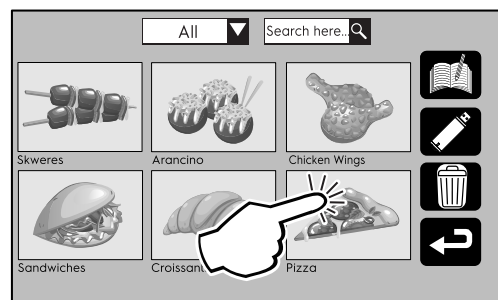 All
Search here...
Skweres
Arancino
Chicken Wings
Sandwiches
Croissan
Pizza